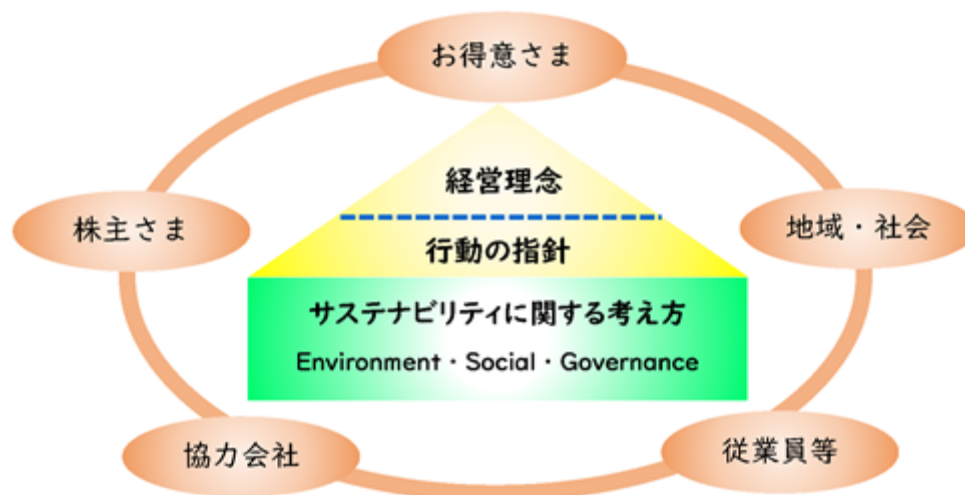 お得意さま
経営理念
株主さま
地域・社会
行動の指針
サステナビリティに関する考え方
Environment・Social・Governance
協力会社
従業員等